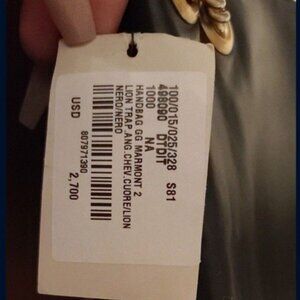 100/015/025/328 S81
498090 DTDIT
1000 NA
HANDBAG GG MARMONT 2
LION TRAP.ANG.CHEV.CUORE/LION
NERO/NERO
807971390
USD 2,700